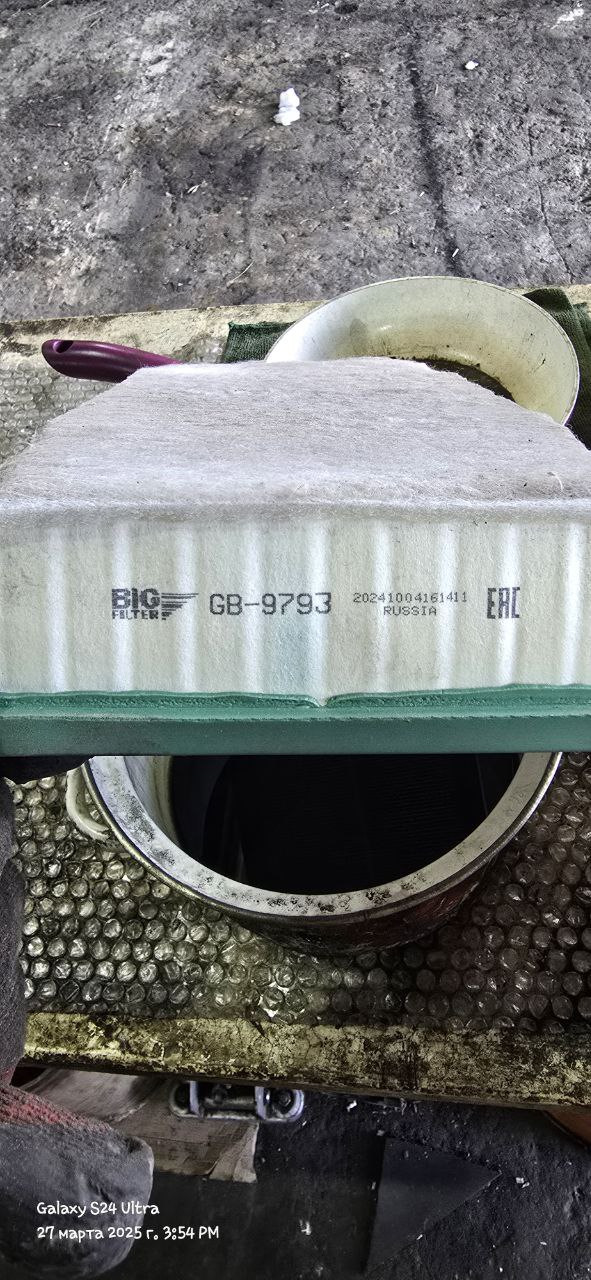 BIG
FILTER
GB-9793
20241004161411
RUSSIA
EAC
Galaxy S24 Ultra
27 марта 2025 г. 3:54 PM